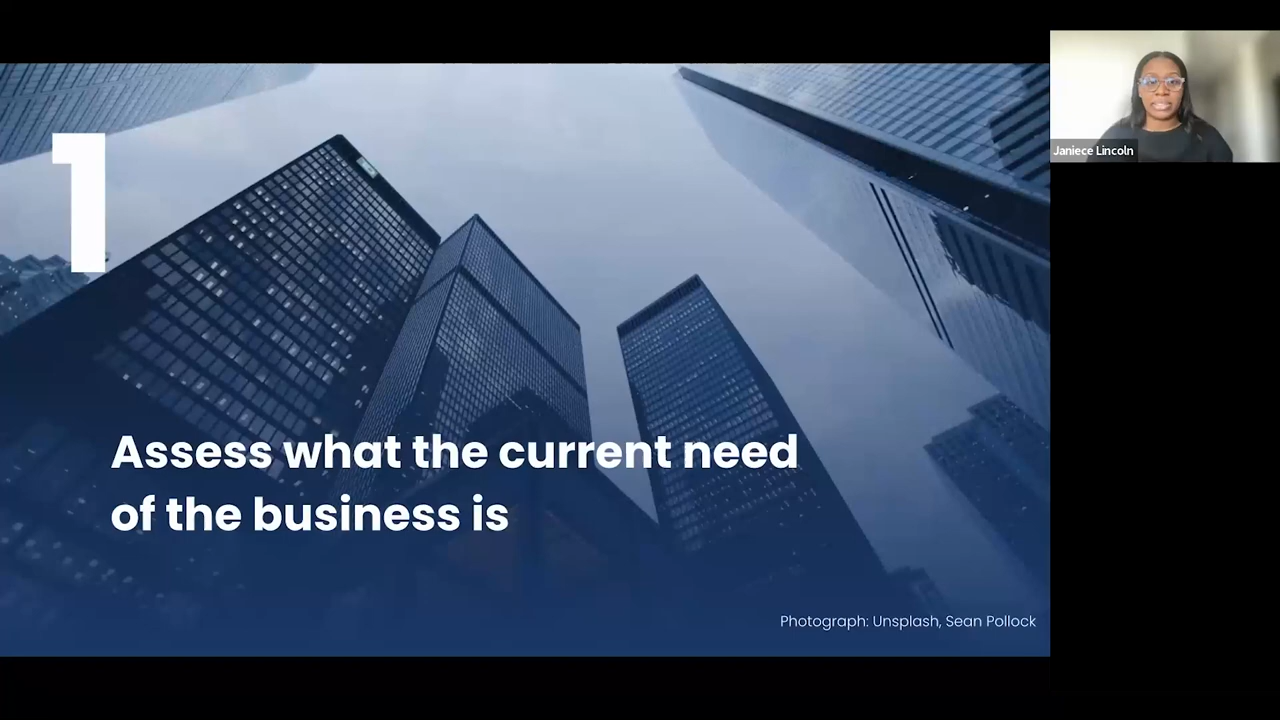 1
Assess what the current need
of the business is
Photograph: Unsplash, Sean Pollock
Janiece Lincoln